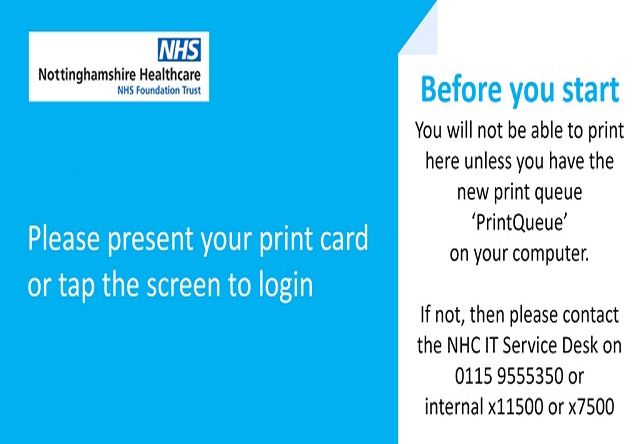 NHS
Nottinghamshire Healthcare
NHS Foundation Trust
Please present your print card
or tap the screen to login
Before you start
You will not be able to print
here unless you have the
new print queue
‘PrintQueue’
on your computer.
If not, then please contact
the NHC IT Service Desk on
0115 9555350 or
internal x11500 or x7500